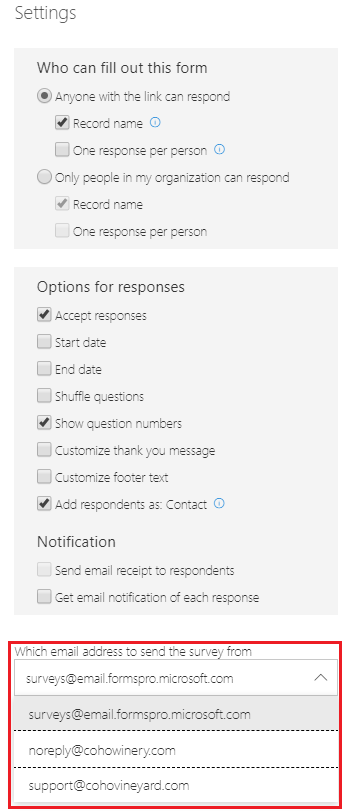 Settings
Who can fill out this form
Anyone with the link can respond
Record name
One response per person
Only people in my organization can respond
Record name
One response per person
Options for responses
Accept responses
Start date
End date
Shuffle questions
Show question numbers
Customize thank you message
Customize footer text
Add respondents as: Contact
Notification
Send email receipt to respondents
Get email notification of each response
Which email address to send the survey from
surveys@email.formspro.microsoft.com
surveys@email.formspro.microsoft.com
noreply@cohowinery.com
support@cohovineyard.com